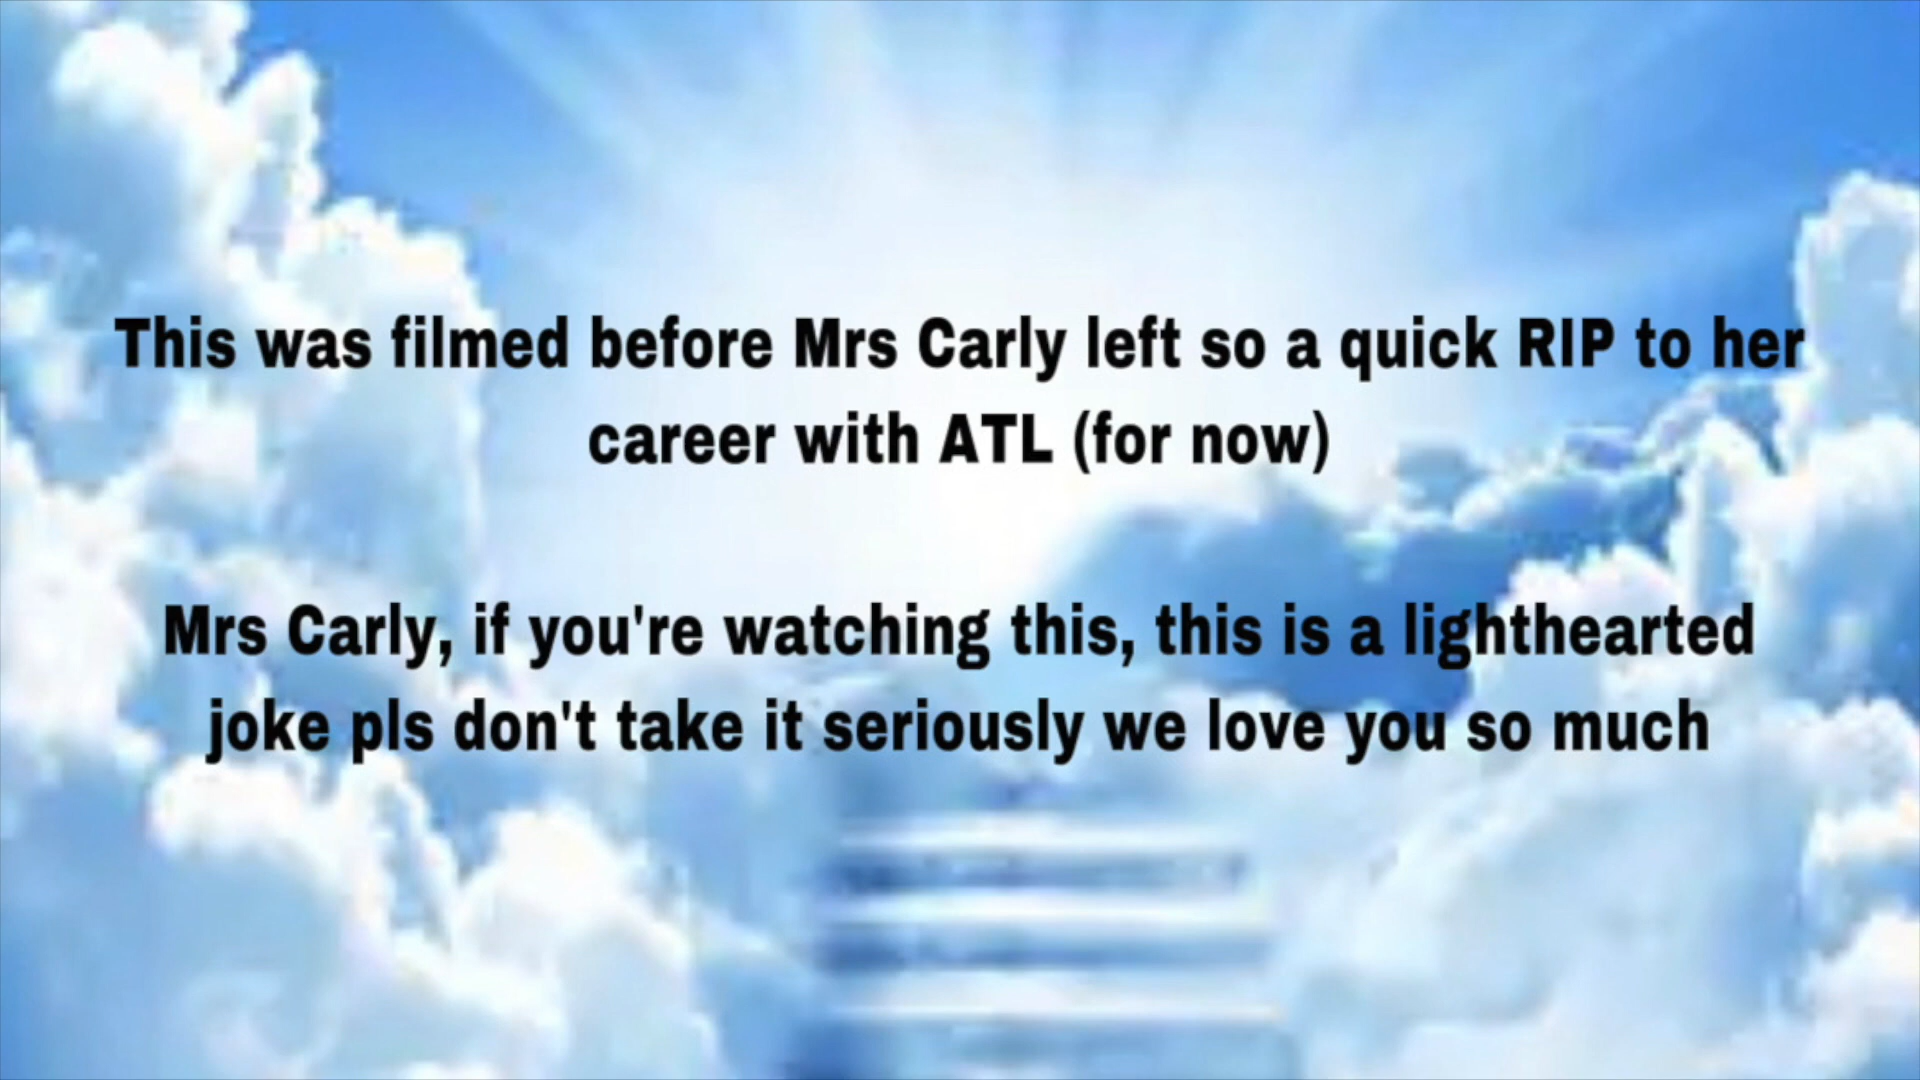 This was filmed before Mrs Carly left so a quick RIP to her
career with ATL (for now)
Mrs Carly, if you're watching this, this is a lighthearted
joke pls don't take it seriously we love you so much